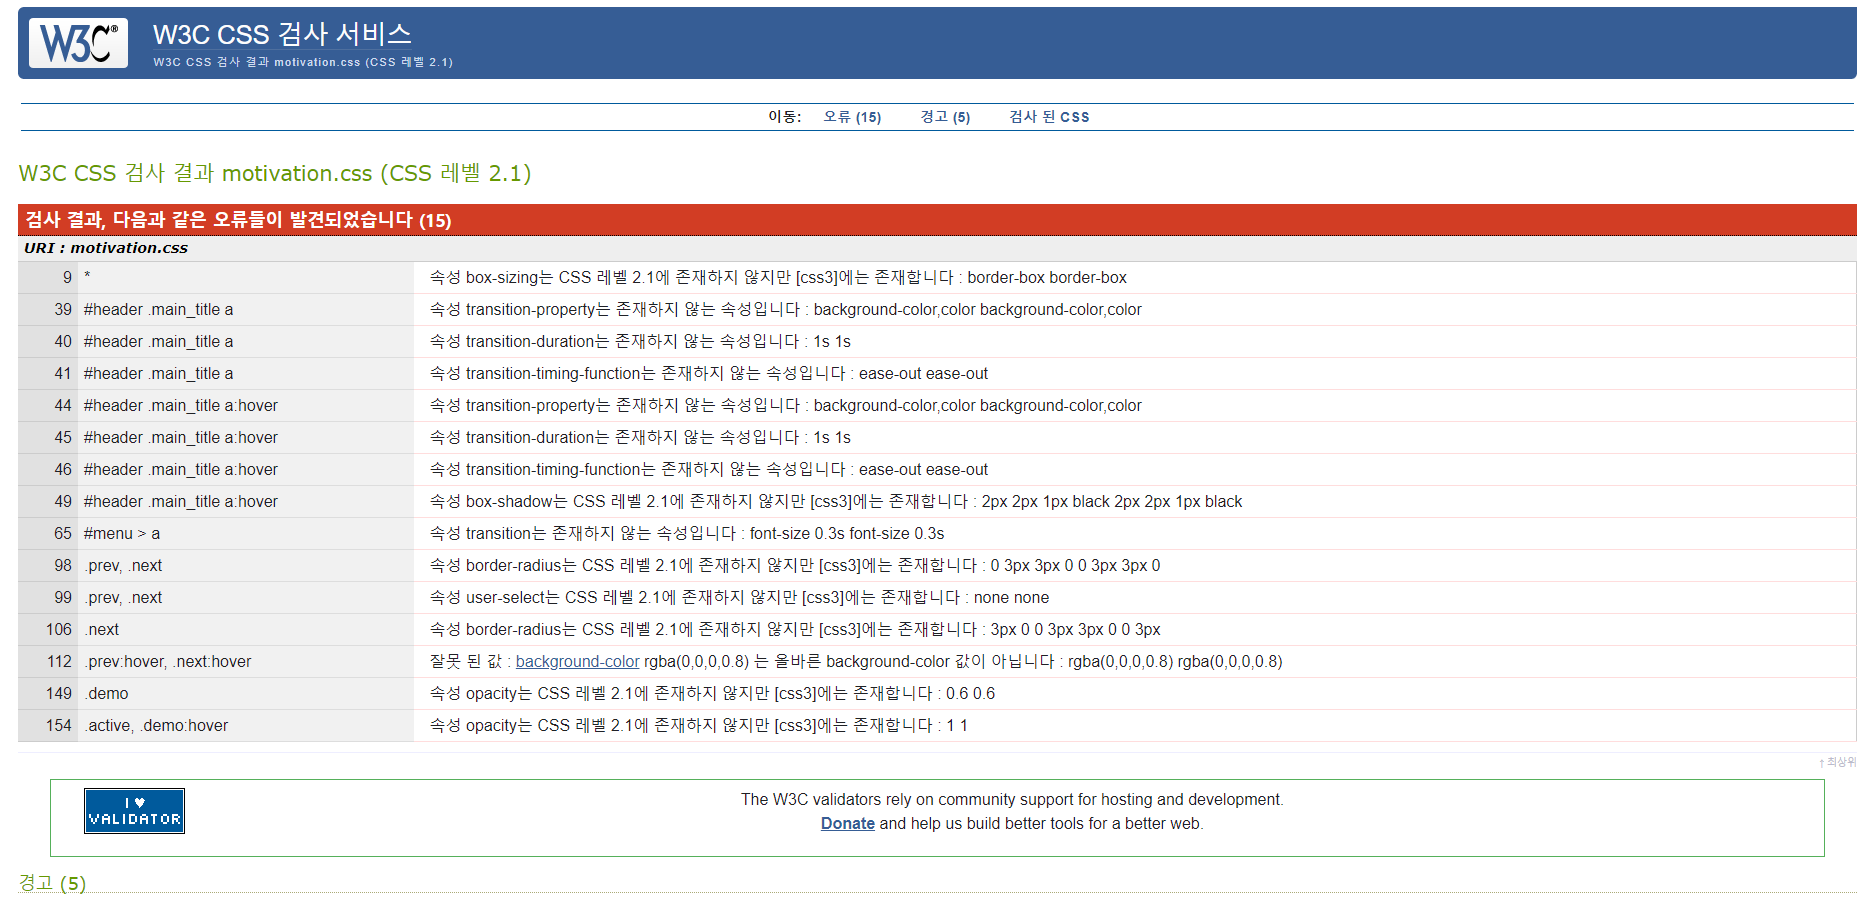 W3C®
W3C CSS 검사 서비스
W3C CSS 검사 결과 motivation.css (CSS 레벨 2.1)
이동: 오류 (15) 경고 (5) 검사 된 CSS
W3C CSS 검사 결과 motivation.css (CSS 레벨 2.1)
검사 결과, 다음과 같은 오류들이 발견되었습니다 (15)
URI : motivation.css
9 * 속성 box-sizing는 CSS 레벨 2.1에 존재하지 않지만 [css3]에는 존재합니다 : border-box border-box
39 #header .main_title a 속성 transition-property는 존재하지 않는 속성입니다 : background-color,color background-color,color
40 #header .main_title a 속성 transition-duration는 존재하지 않는 속성입니다 : 1s 1s
41 #header .main_title a 속성 transition-timing-function는 존재하지 않는 속성입니다 : ease-out ease-out
44 #header .main_title a:hover 속성 transition-property는 존재하지 않는 속성입니다 : background-color,color background-color,color
45 #header .main_title a:hover 속성 transition-duration는 존재하지 않는 속성입니다 : 1s 1s
46 #header .main_title a:hover 속성 transition-timing-function는 존재하지 않는 속성입니다 : ease-out ease-out
49 #header .main_title a:hover 속성 box-shadow는 CSS 레벨 2.1에 존재하지 않지만 [css3]에는 존재합니다 : 2px 2px 1px black 2px 2px 1px black
65 #menu > a 속성 transition는 존재하지 않는 속성입니다 : font-size 0.3s font-size 0.3s
98 .prev, .next 속성 border-radius는 CSS 레벨 2.1에 존재하지 않지만 [css3]에는 존재합니다 : 0 3px 3px 0 0 3px 3px 0
99 .prev, .next 속성 user-select는 CSS 레벨 2.1에 존재하지 않지만 [css3]에는 존재합니다 : none none
106 .next 속성 border-radius는 CSS 레벨 2.1에 존재하지 않지만 [css3]에는 존재합니다 : 3px 0 0 3px 3px 0 0 3px
112 .prev:hover, .next:hover 잘못 된 값 : background-color rgba(0,0,0,0.8) 는 올바른 background-color 값이 아닙니다 : rgba(0,0,0,0.8) rgba(0,0,0,0.8)
149 .demo 속성 opacity는 CSS 레벨 2.1에 존재하지 않지만 [css3]에는 존재합니다 : 0.6 0.6
154 .active, .demo:hover 속성 opacity는 CSS 레벨 2.1에 존재하지 않지만 [css3]에는 존재합니다 : 1 1
↑ 최상위
I ♥
VALIDATOR
The W3C validators rely on community support for hosting and development.
Donate and help us build better tools for a better web.
경고 (5)